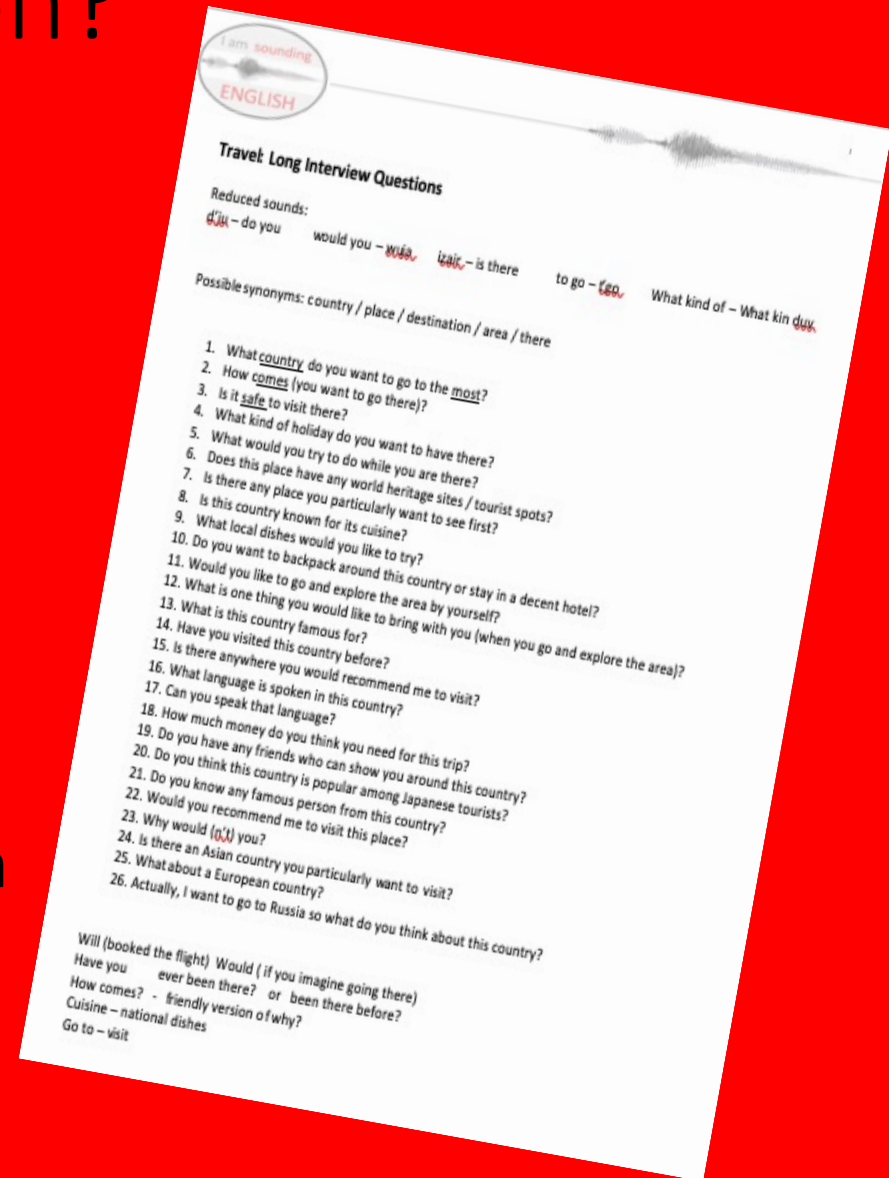 I am sounding
ENGLISH
Travel: Long Interview Questions
Reduced sounds:
d'ju – do you would you – wuja izair – is there to go – t'go What kind of – What kin duv
Possible synonyms: country / place / destination / area / there
1. What country do you want to go to the most?
2. How comes (you want to go there)?
3. Is it safe to visit there?
4. What kind of holiday do you want to have there?
5. What would you try to do while you are there?
6. Does this place have any world heritage sites / tourist spots?
7. Is there any place you particularly want to see first?
8. Is this country known for its cuisine?
9. What local dishes would you like to try?
10. Do you want to backpack around this country or stay in a decent hotel?
11. Would you like to go and explore the area by yourself?
12. What is one thing you would like to bring with you (when you go and explore the area)?
13. What is this country famous for?
14. Have you visited this country before?
15. Is there anywhere you would recommend me to visit?
16. What language is spoken in this country?
17. Can you speak that language?
18. How much money do you think you need for this trip?
19. Do you have any friends who can show you around this country?
20. Do you think this country is popular among Japanese tourists?
21. Do you know any famous person from this country?
22. Would you recommend me to visit this place?
23. Why would (n't) you?
24. Is there an Asian country you particularly want to visit?
25. What about a European country?
26. Actually, I want to go to Russia so what do you think about this country?
Will (booked the flight) Would ( if you imagine going there)
Have you ever been there? or been there before?
How comes? - friendly version of why?
Cuisine – national dishes
Go to – visit